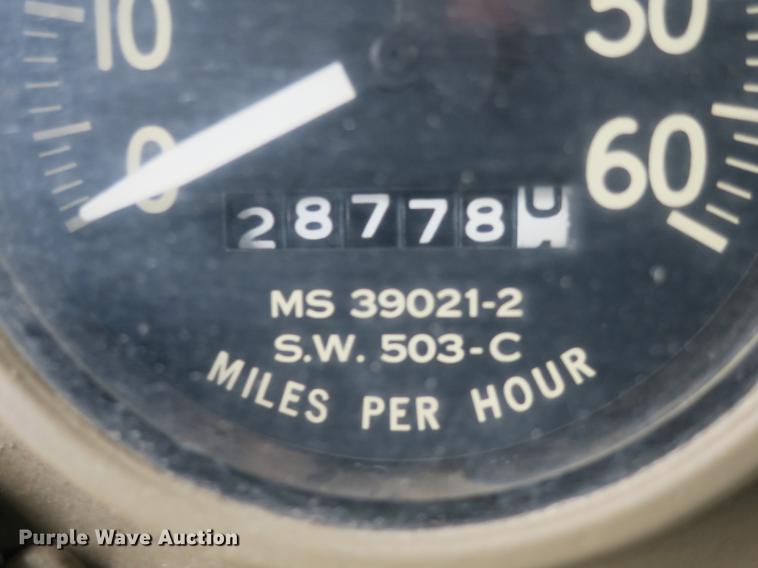 10
50
0
60
28778
MS 39021-2
S.W. 503-C
MILES PER HOUR
Purple Wave Auction